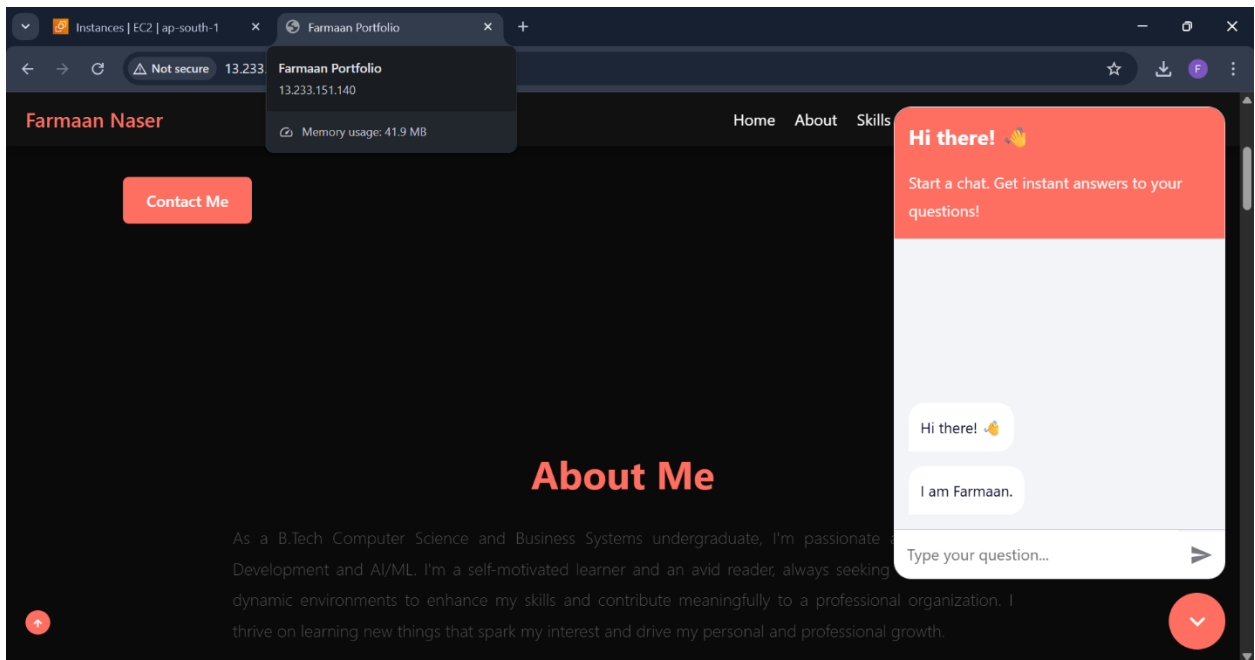 Instances | EC2 | ap-south-1
Farmaan Portfolio
Not secure
13.233.
Farmaan Portfolio
13.233.151.140
Memory usage: 41.9 MB
F
Farmaan Naser
Home About Skills
Contact Me
Hi there! 👋
Start a chat. Get instant answers to your
questions!
Hi there! 👋
I am Farmaan.
Type your question...
About Me
As a B.Tech Computer Science and Business Systems undergraduate, I'm passionate a
Development and AI/ML. I'm a self-motivated learner and an avid reader, always seeking
dynamic environments to enhance my skills and contribute meaningfully to a professional organization. I
thrive on learning new things that spark my interest and drive my personal and professional growth.